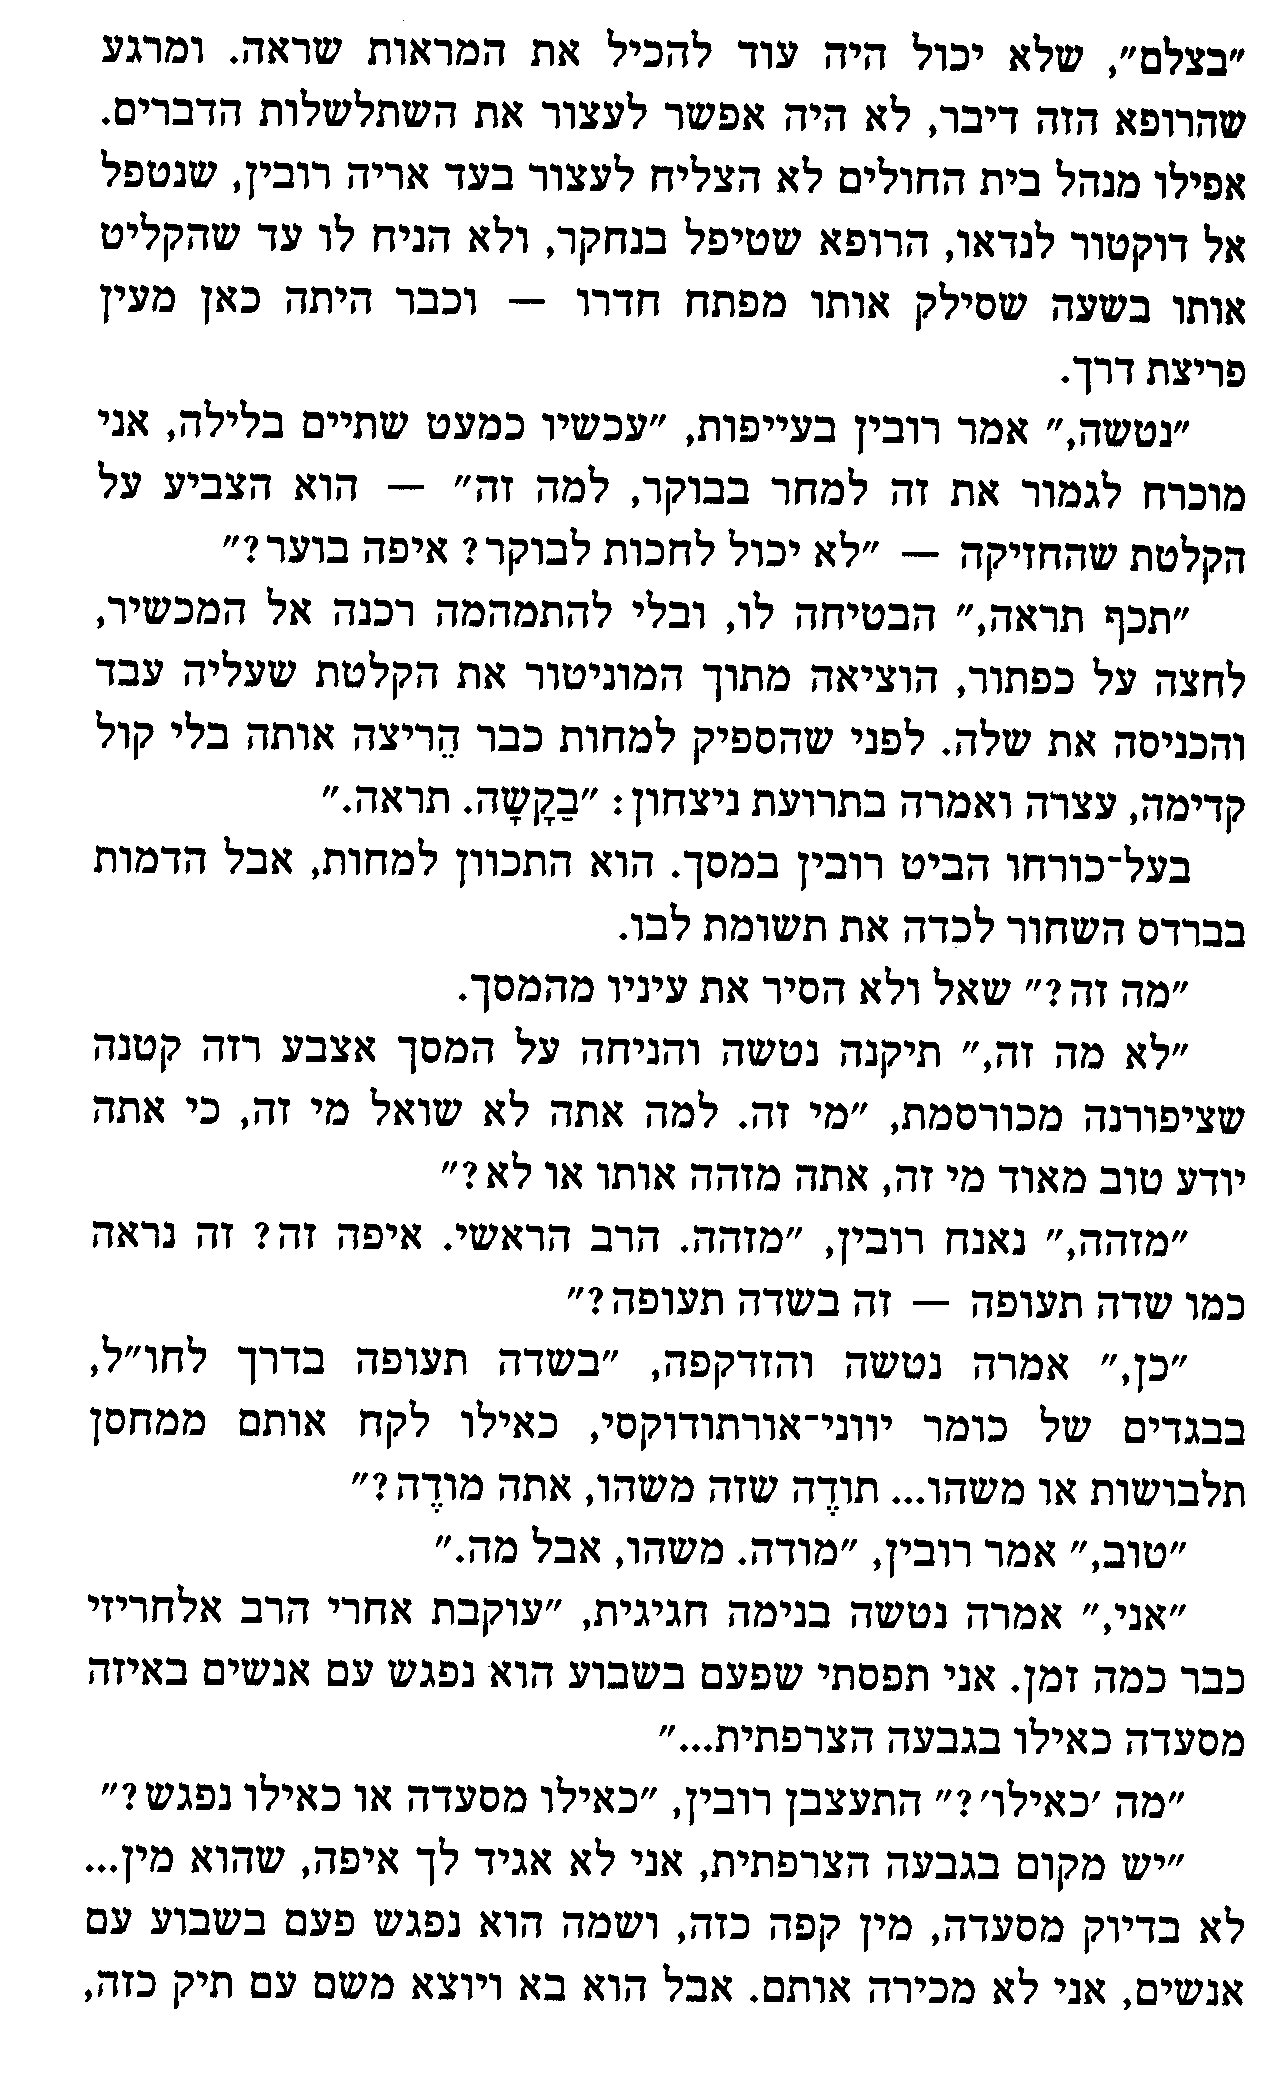 "בצלם", שלא יכול היה עוד להכיל את המראות שראה. ומרגע
שהרופא הזה דיבר, לא היה אפשר לעצור את השתלשלות הדברים.
אפילו מנהל בית החולים לא הצליח לעצור בעד אריה רובין, שנטפל
אל דוקטור לנדאו, הרופא שטיפל בנחקר, ולא הניח לו עד שהקליט
אותו בשעה שסילק אותו מפתח חדרו — וכבר היתה כאן מעין
פריצת דרך.
"נטשה," אמר רובין בעייפות, "עכשיו כמעט שתיים בלילה, אני
מוכרח לגמור את זה למחר בבוקר, למה זה" — הוא הצביע על
הקלטת שהחזיקה — "לא יכול לחכות לבוקר? איפה בוער?"
"תכף תראה," הבטיחה לו, ובלי להתמהמה רכנה אל המכשיר,
לחצה על כפתור, הוציאה מתוך המוניטור את הקלטת שעליה עבד
והכניסה את שלה. לפני שהספיק למחות כבר הֵריצה אותה בלי קול
קדימה, עצרה ואמרה בתרועת ניצחון: "בַּקָשָה. תראה."
בעל־כורחו הביט רובין במסך. הוא התכוון למחות, אבל הדמות
בברדס השחור לכדה את תשומת לבו.
"מה זה?" שאל ולא הסיר את עיניו מהמסך.
"לא מה זה," תיקנה נטשה והניחה על המסך אצבע רזה קטנה
שציפורנה מכורסמת, "מי זה. למה אתה לא שואל מי זה, כי אתה
יודע טוב מאוד מי זה, אתה מזהה אותו או לא?"
"מזהה," נאנח רובין, "מזהה. הרב הראשי. איפה זה? זה נראה
כמו שדה תעופה — זה בשדה תעופה?"
"כן," אמרה נטשה והזדקפה, "בשדה תעופה בדרך לחו"ל,
בבגדים של כומר יווני־אורתודוקסי, כאילו לקח אותם ממחסן
תלבושות או משהו... תודֶה שזה משהו, אתה מודֶה?"
"טוב," אמר רובין, "מודה. משהו, אבל מה."
"אני," אמרה נטשה בנימה חגיגית, "עוקבת אחרי הרב אלחריזי
כבר כמה זמן. אני תפסתי שפעם בשבוע הוא נפגש עם אנשים באיזה
מסעדה כאילו בגבעה הצרפתית..."
"מה 'כאילו'?" התעצבן רובין, "כאילו מסעדה או כאילו נפגש?"
"יש מקום בגבעה הצרפתית, אני לא אגיד לך איפה, שהוא מין...
לא בדיוק מסעדה, מין קפה כזה, ושמה הוא נפגש פעם בשבוע עם
אנשים, אני לא מכירה אותם. אבל הוא בא ויוצא משם עם תיק כזה,